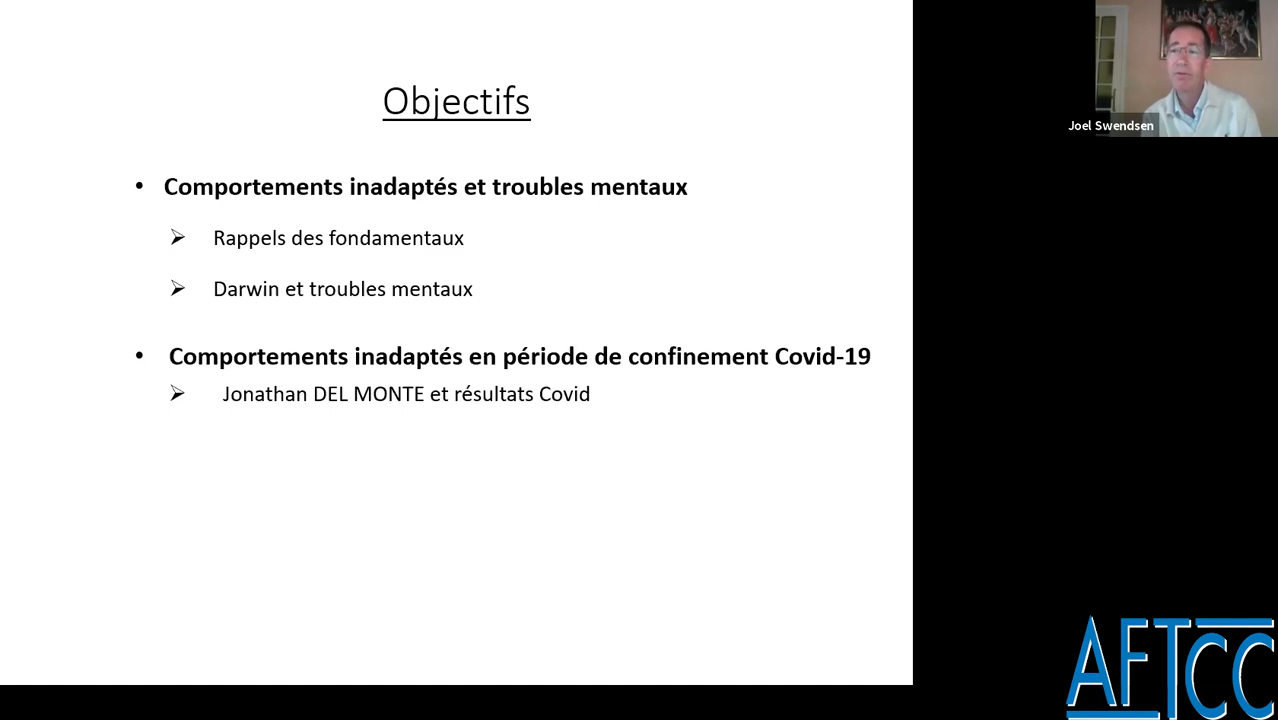 Objectifs
• Comportements inadaptés et troubles mentaux
➢ Rappels des fondamentaux
➢ Darwin et troubles mentaux
• Comportements inadaptés en période de confinement Covid-19
➢ Jonathan DEL MONTE et résultats Covid
Joel Swendsen
AFTCC